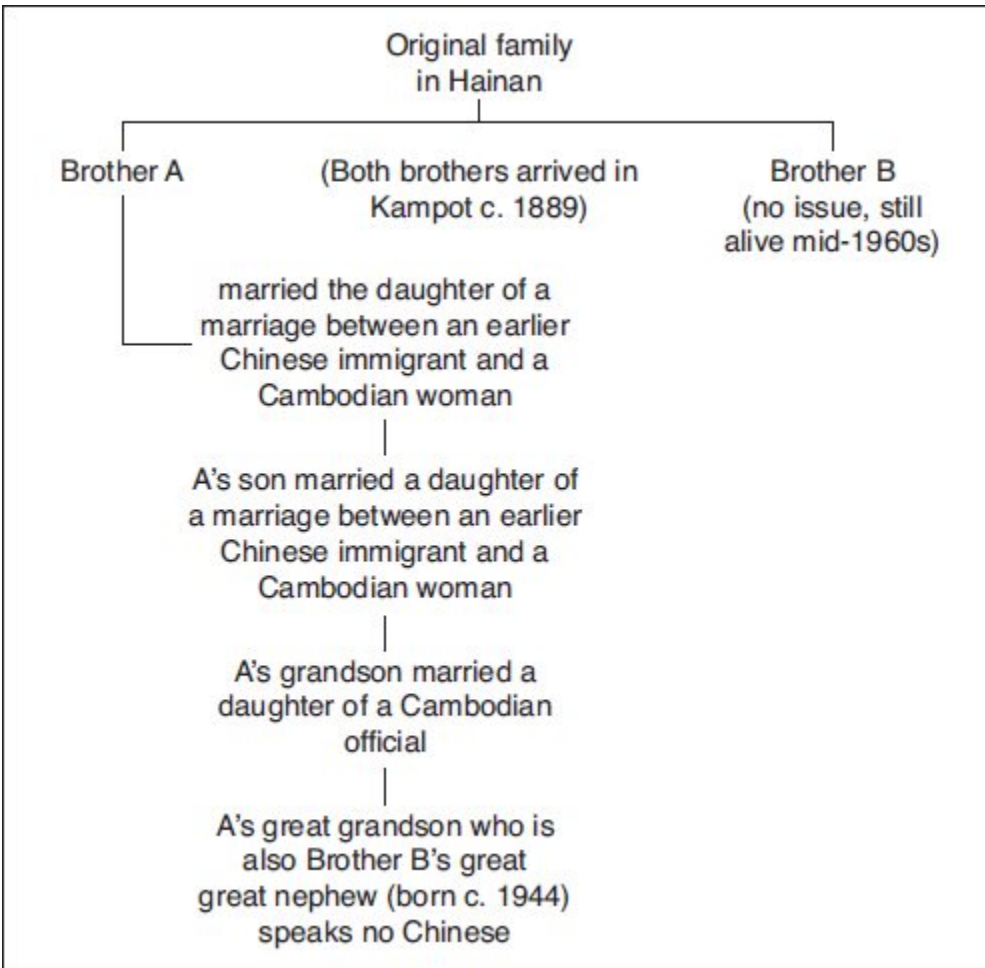 Original family
in Hainan
Brother A
(Both brothers arrived in
Kampot c. 1889)
Brother B
(no issue, still
alive mid-1960s)
married the daughter of a
marriage between an earlier
Chinese immigrant and a
Cambodian woman
A's son married a daughter of
a marriage between an earlier
Chinese immigrant and a
Cambodian woman
A's grandson married a
daughter of a Cambodian
official
A's great grandson who is
also Brother B's great
great nephew (born c. 1944)
speaks no Chinese